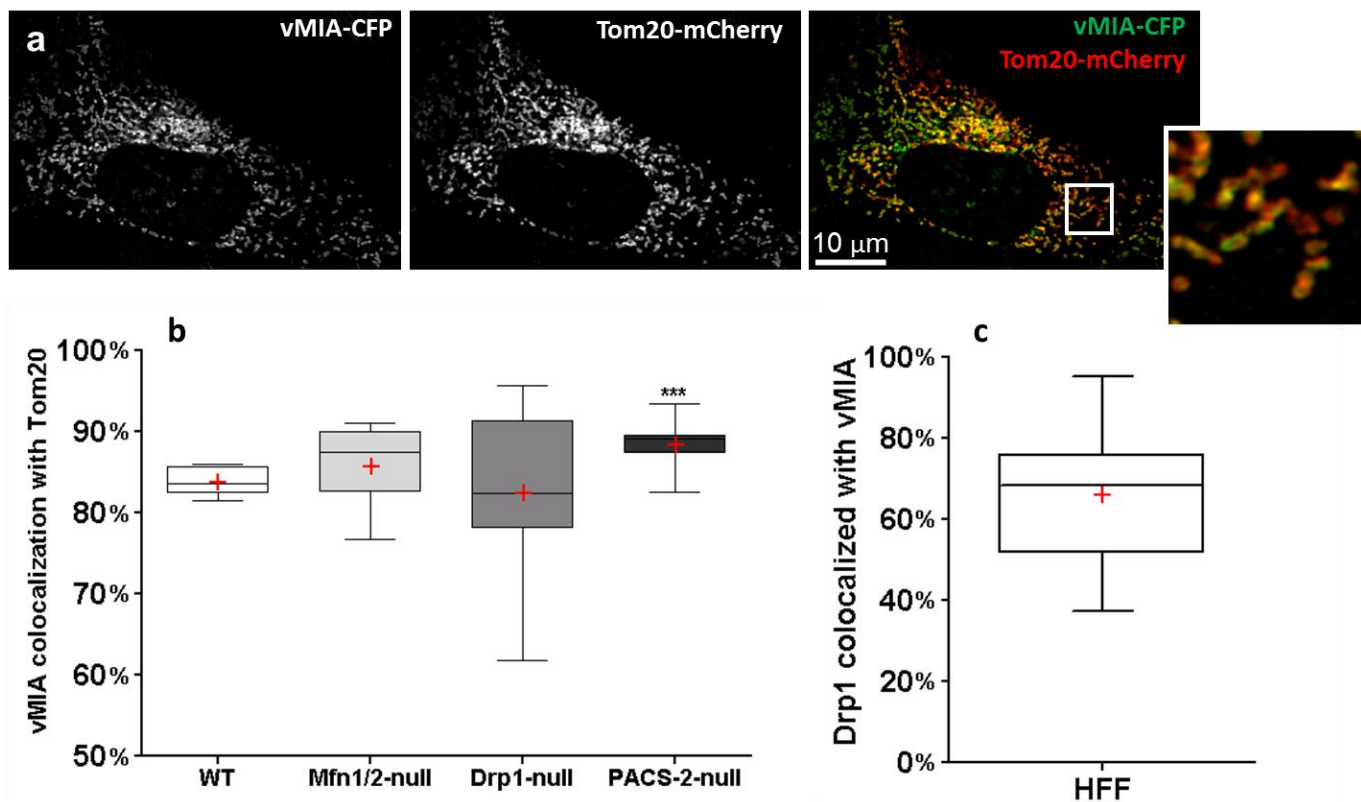 a
vMIA-CFP
Tom20-mCherry
vMIA-CFP
Tom20-mCherry
10 μm
b
vMIA colocalization with Tom20
100%
90%
80%
70%
60%
50%
***
WT
Mfn1/2-null
Drp1-null
PACS-2-null
c
Drp1 colocalized with vMIA
100%
80%
60%
40%
20%
0%
HFF